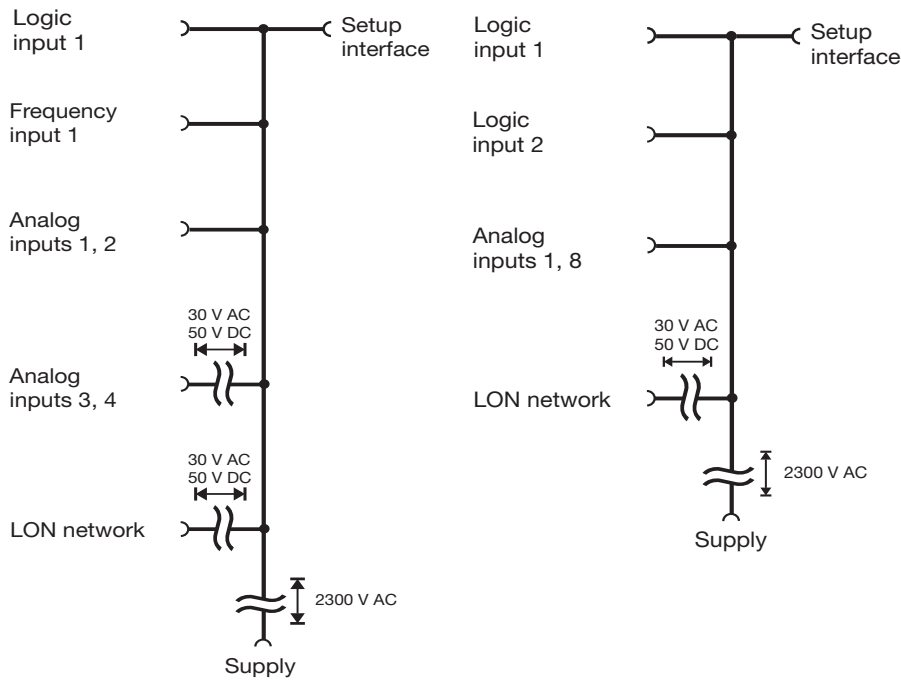 Logic
input 1
Setup
interface
Frequency
input 1
Analog
inputs 1, 2
30 V AC
50 V DC
Analog
inputs 3, 4
30 V AC
50 V DC
LON network
2300 V AC
Supply
Logic
input 1
Setup
interface
Logic
input 2
Analog
inputs 1, 8
30 V AC
50 V DC
LON network
2300 V AC
Supply